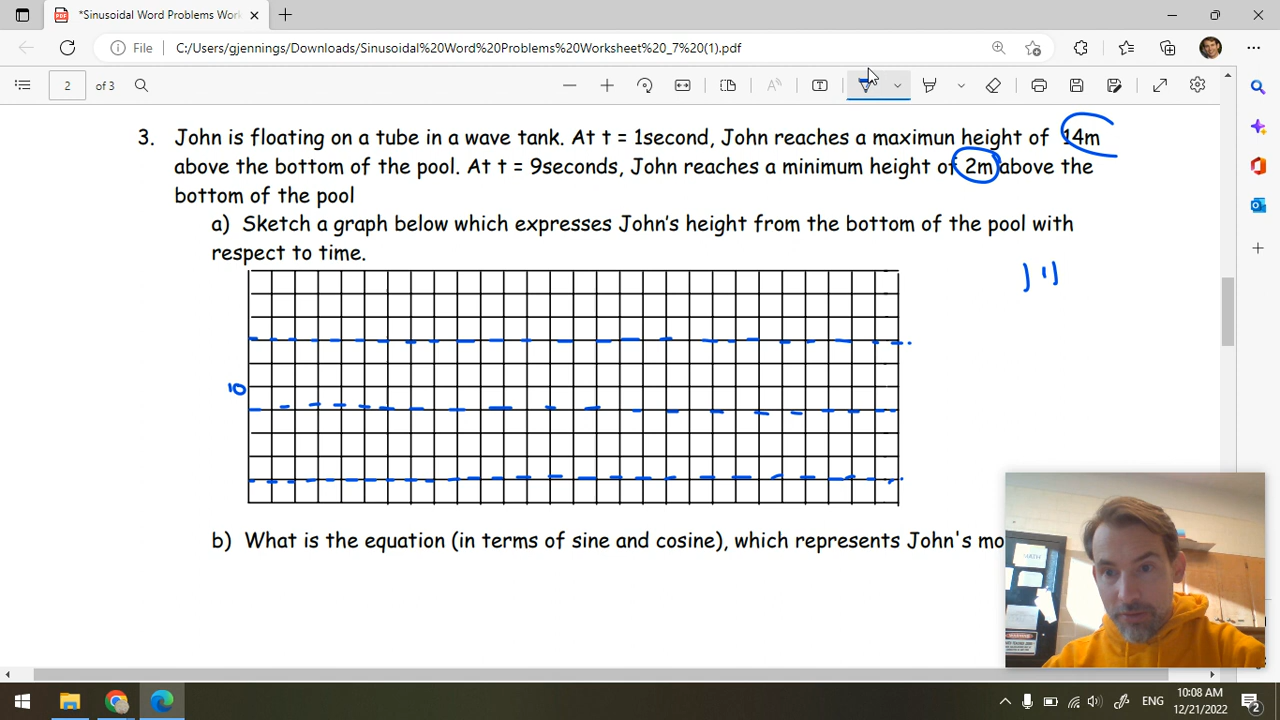 *Sinusoidal Word Problems Wor
File C:/Users/gjennings/Downloads/Sinusoidal%20Word%20Problems%20Worksheet%20_7%20(1).pdf
2 of 3
3. John is floating on a tube in a wave tank. At t = 1second, John reaches a maximun height of 14m
above the bottom of the pool. At t = 9seconds, John reaches a minimum height of 2m above the
bottom of the pool
a) Sketch a graph below which expresses John's height from the bottom of the pool with
respect to time.
10
b) What is the equation (in terms of sine and cosine), which represents John's mo
ENG
10:08 AM
12/21/2022
2